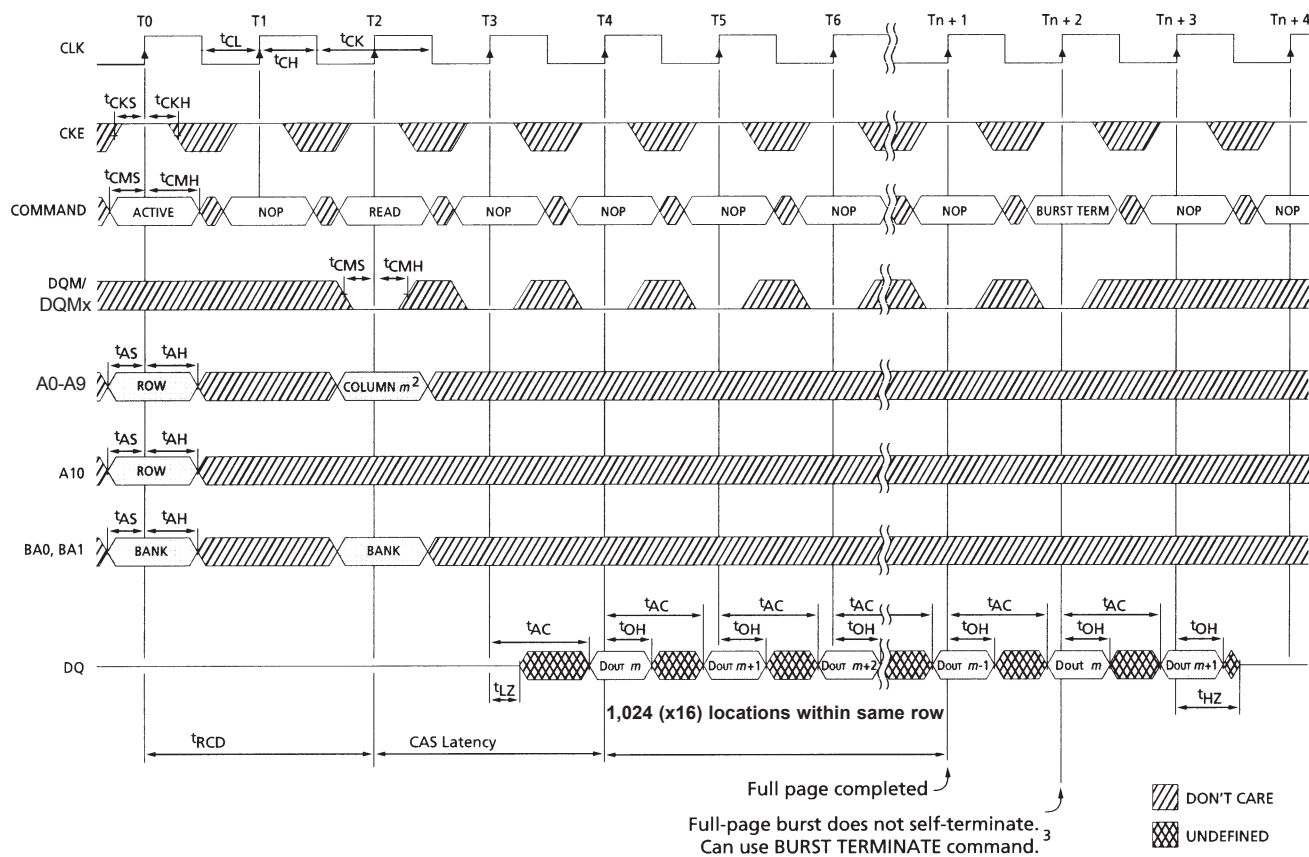 T0 T1 T2 T3 T4 T5 T6 Tn + 1 Tn + 2 Tn + 3 Tn + 4
CLK tCL tCH tCK
tCKS tCKH
CKE
tCMS tCMH
COMMAND ACTIVE NOP READ NOP NOP NOP NOP NOP BURST TERM NOP NOP
tCMS tCMH
DQM/
DQMx
tAS tAH
A0-A9 ROW COLUMN m2
tAS tAH
A10 ROW
tAS tAH
BA0, BA1 BANK BANK
tAC tAC tAC tAC tAC tAC
tOH tOH tOH tOH tOH tOH
DQ DOUT m DOUT m+1 DOUT m+2 DOUT m-1 Dout m DOUT m+1
tLZ tHZ
1,024 (x16) locations within same row
tRCD CAS Latency
Full page completed
Full-page burst does not self-terminate.
Can use BURST TERMINATE command.3
DON'T CARE
UNDEFINED